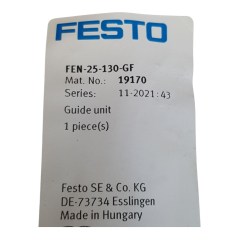 FESTO
FEN-25-130-GF
Mat. No.: 19170
Series: 11-2021:43
Guide unit
1 piece(s)
Festo SE & Co. KG
DE-73734 Esslingen
Made in Hungary